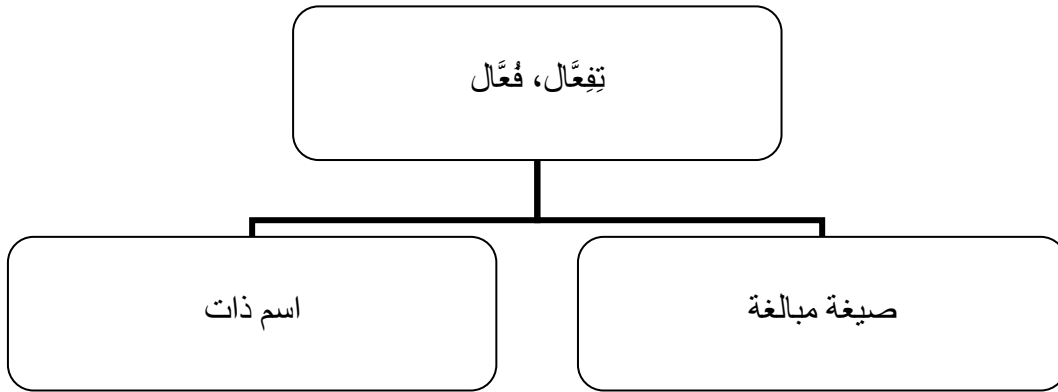 تِفِعَّال، فُعَّال
صيغة مبالغة
اسم ذات